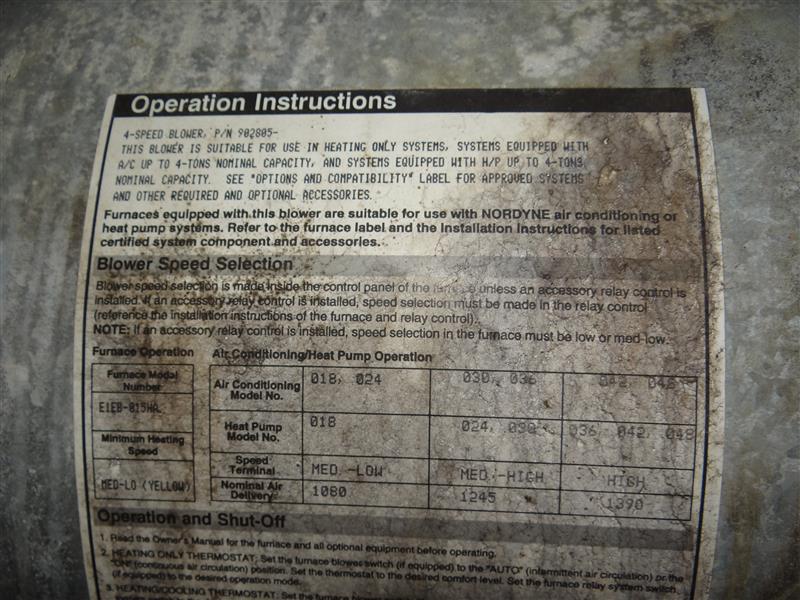 Operation Instructions
4-SPEED BLOWER, P/N 902805-
THIS BLOWER IS SUITABLE FOR USE IN HEATING ONLY SYSTEMS, SYSTEMS EQUIPPED WITH
A/C UP TO 4-TONS NOMINAL CAPACITY, AND SYSTEMS EQUIPPED WITH H/P UP TO 4-TONS
NOMINAL CAPACITY. SEE "OPTIONS AND COMPATIBILITY" LABEL FOR APPROVED SYSTEMS
AND OTHER REQUIRED AND OPTIONAL ACCESSORIES.
Furnaces equipped with this blower are suitable for use with NORDYNE air conditioning or
heat pump systems. Refer to the furnace label and the Installation Instructions for listed
certified system component and accessories.
Blower Speed Selection
Blower speed selection is made inside the control panel of the furnace unless an accessory relay control is
installed. If an accessory relay control is installed, speed selection must be made in the relay control
(reference the installation instructions of the furnace and relay control).
NOTE: If an accessory relay control is installed, speed selection in the furnace must be low or med-low.
Furnace Operation Air Conditioning/Heat Pump Operation
Furnace Model Number
E1EB-015HA
Minimum Heating Speed
MED-LO (YELLOW)
Air Conditioning Model No. 018, 024 030, 036 042, 048
Heat Pump Model No. 018 024, 030 036, 042, 048
Speed Terminal MED.-LOW MED.-HIGH HIGH
Nominal Air Delivery 1080 1245 1390
Operation and Shut-Off
1. Read the Owner's Manual for the furnace and all optional equipment before operating.
2. HEATING ONLY THERMOSTAT: Set the furnace blower switch (if equipped) to the "AUTO" (intermittent air circulation) or the
"ON" (continuous air circulation) position. Set the thermostat to the desired comfort level. Set the furnace relay system switch
(if equipped) to the desired operation mode.
3. HEATING/COOLING THERMOSTAT: Set the furnace